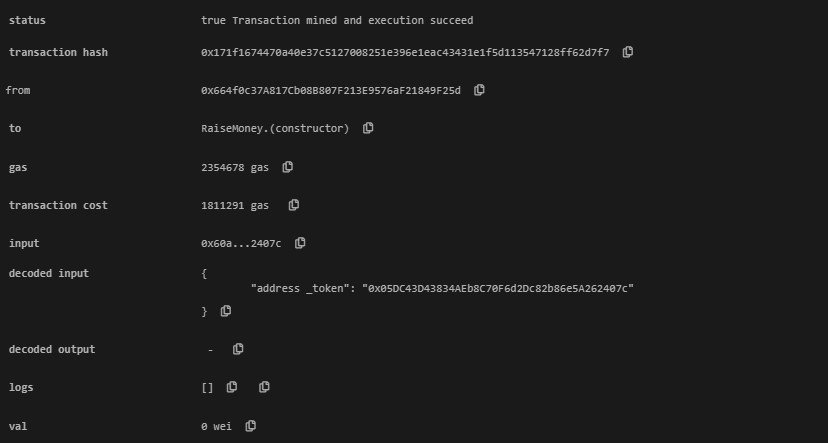 status true Transaction mined and execution succeed
transaction hash 0x171f1674470a40e37c5127008251e396e1eac43431e1f5d113547128ff62d7f7
from 0x664f0c37A817Cb08B807F213E9576aF21849F25d
to RaiseMoney.(constructor)
gas 2354678 gas
transaction cost 1811291 gas
input 0x60a...2407c
decoded input {
"address _token": "0x05DC43D43834AEb8C70F6d2Dc82b86e5A262407c"
}
decoded output -
logs []
val 0 wei